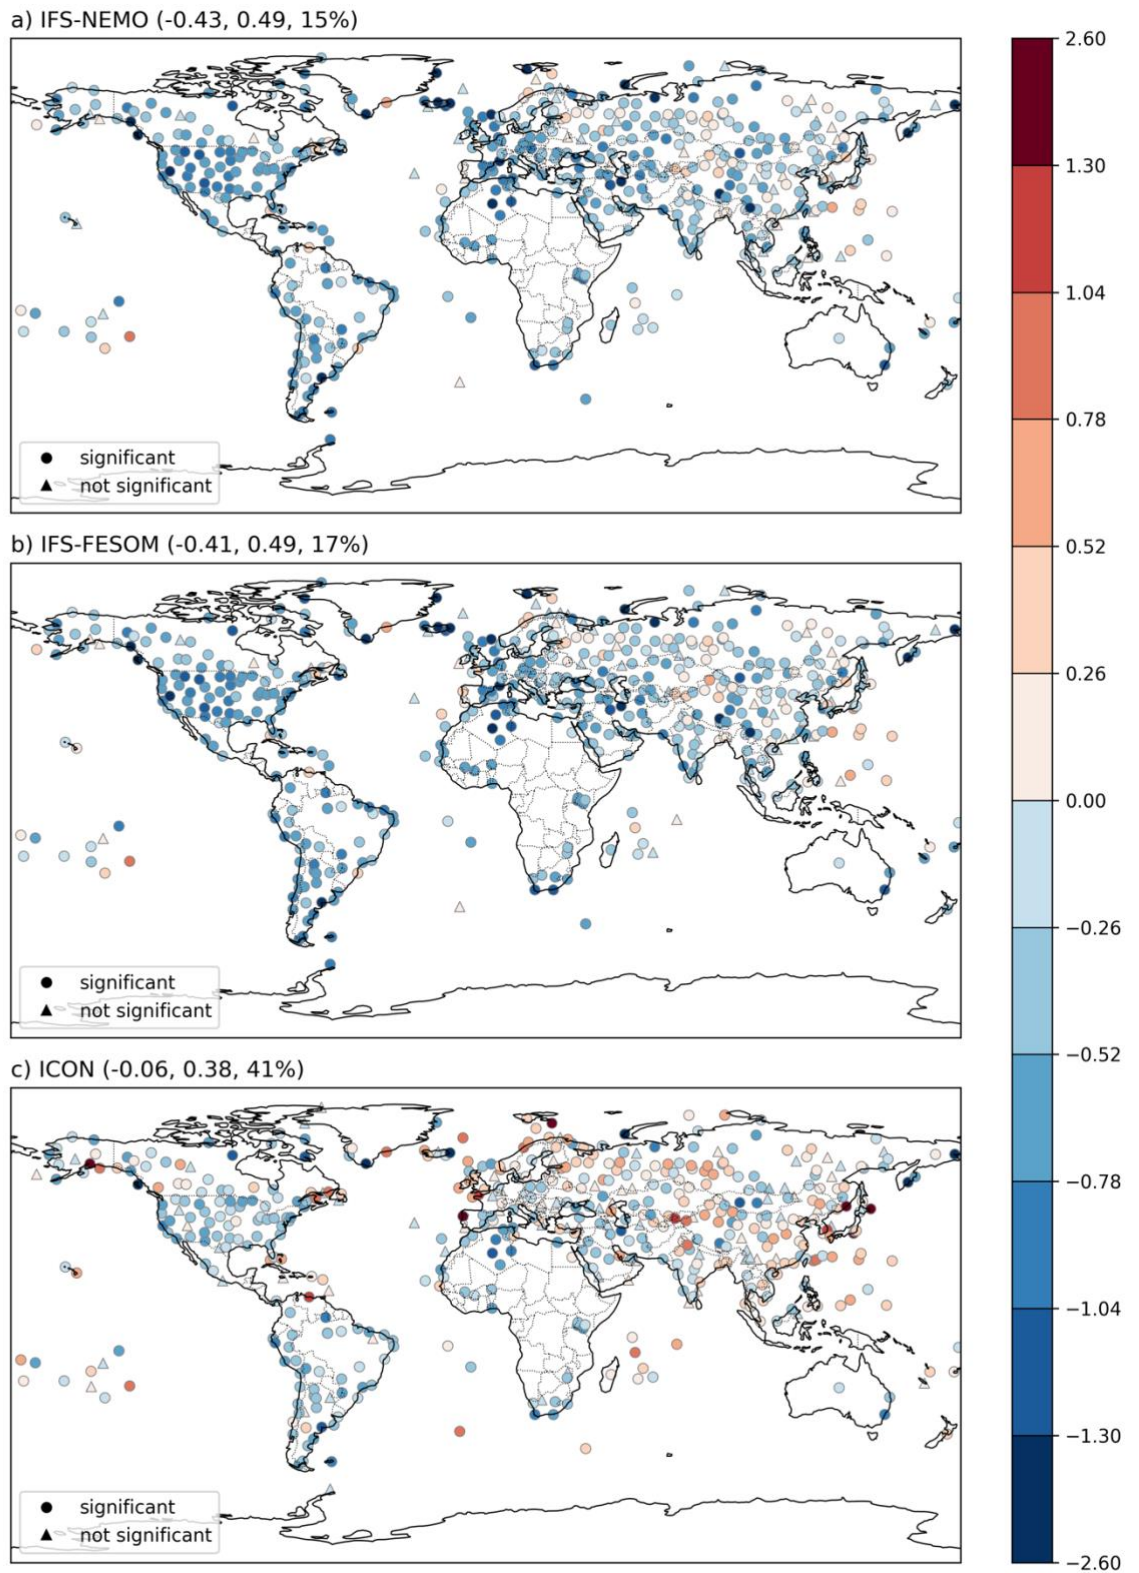 a) IFS-NEMO (-0.43, 0.49, 15%)
significant
not significant
b) IFS-FESOM (-0.41, 0.49, 17%)
significant
not significant
c) ICON (-0.06, 0.38, 41%)
significant
not significant
2.60
1.30
1.04
0.78
0.52
0.26
0.00
−0.26
−0.52
−0.78
−1.04
−1.30
−2.60